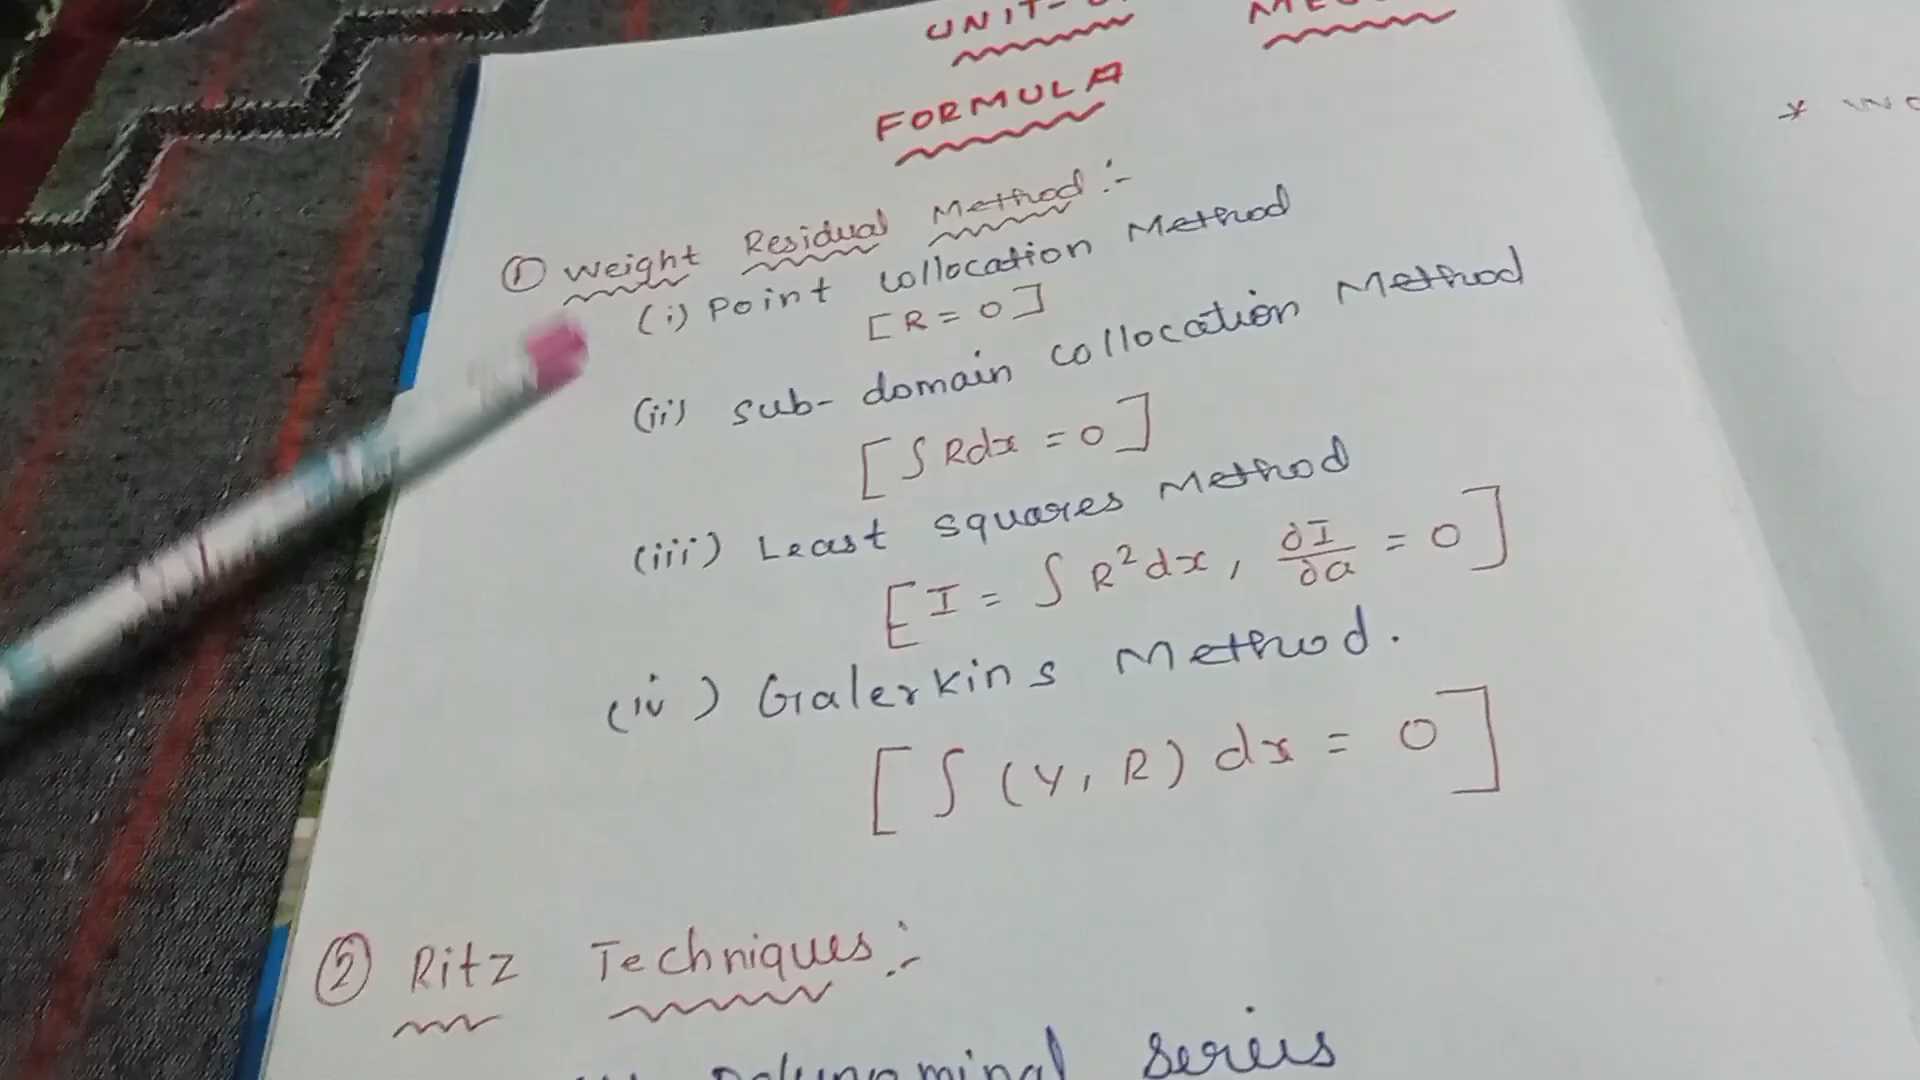 UNIT-
FORMULA
① Weight Residual Method :-
(i) Point collocation Method
[R = 0]
(ii) Sub-domain collocation Method
[∫ Rdx = 0]
(iii) Least Squares Method
[I = ∫ R²dx, ∂I/∂a = 0]
(iv) Galerkins Method.
[∫ (Y, R) dx = 0]
② Ritz Techniques :-
series